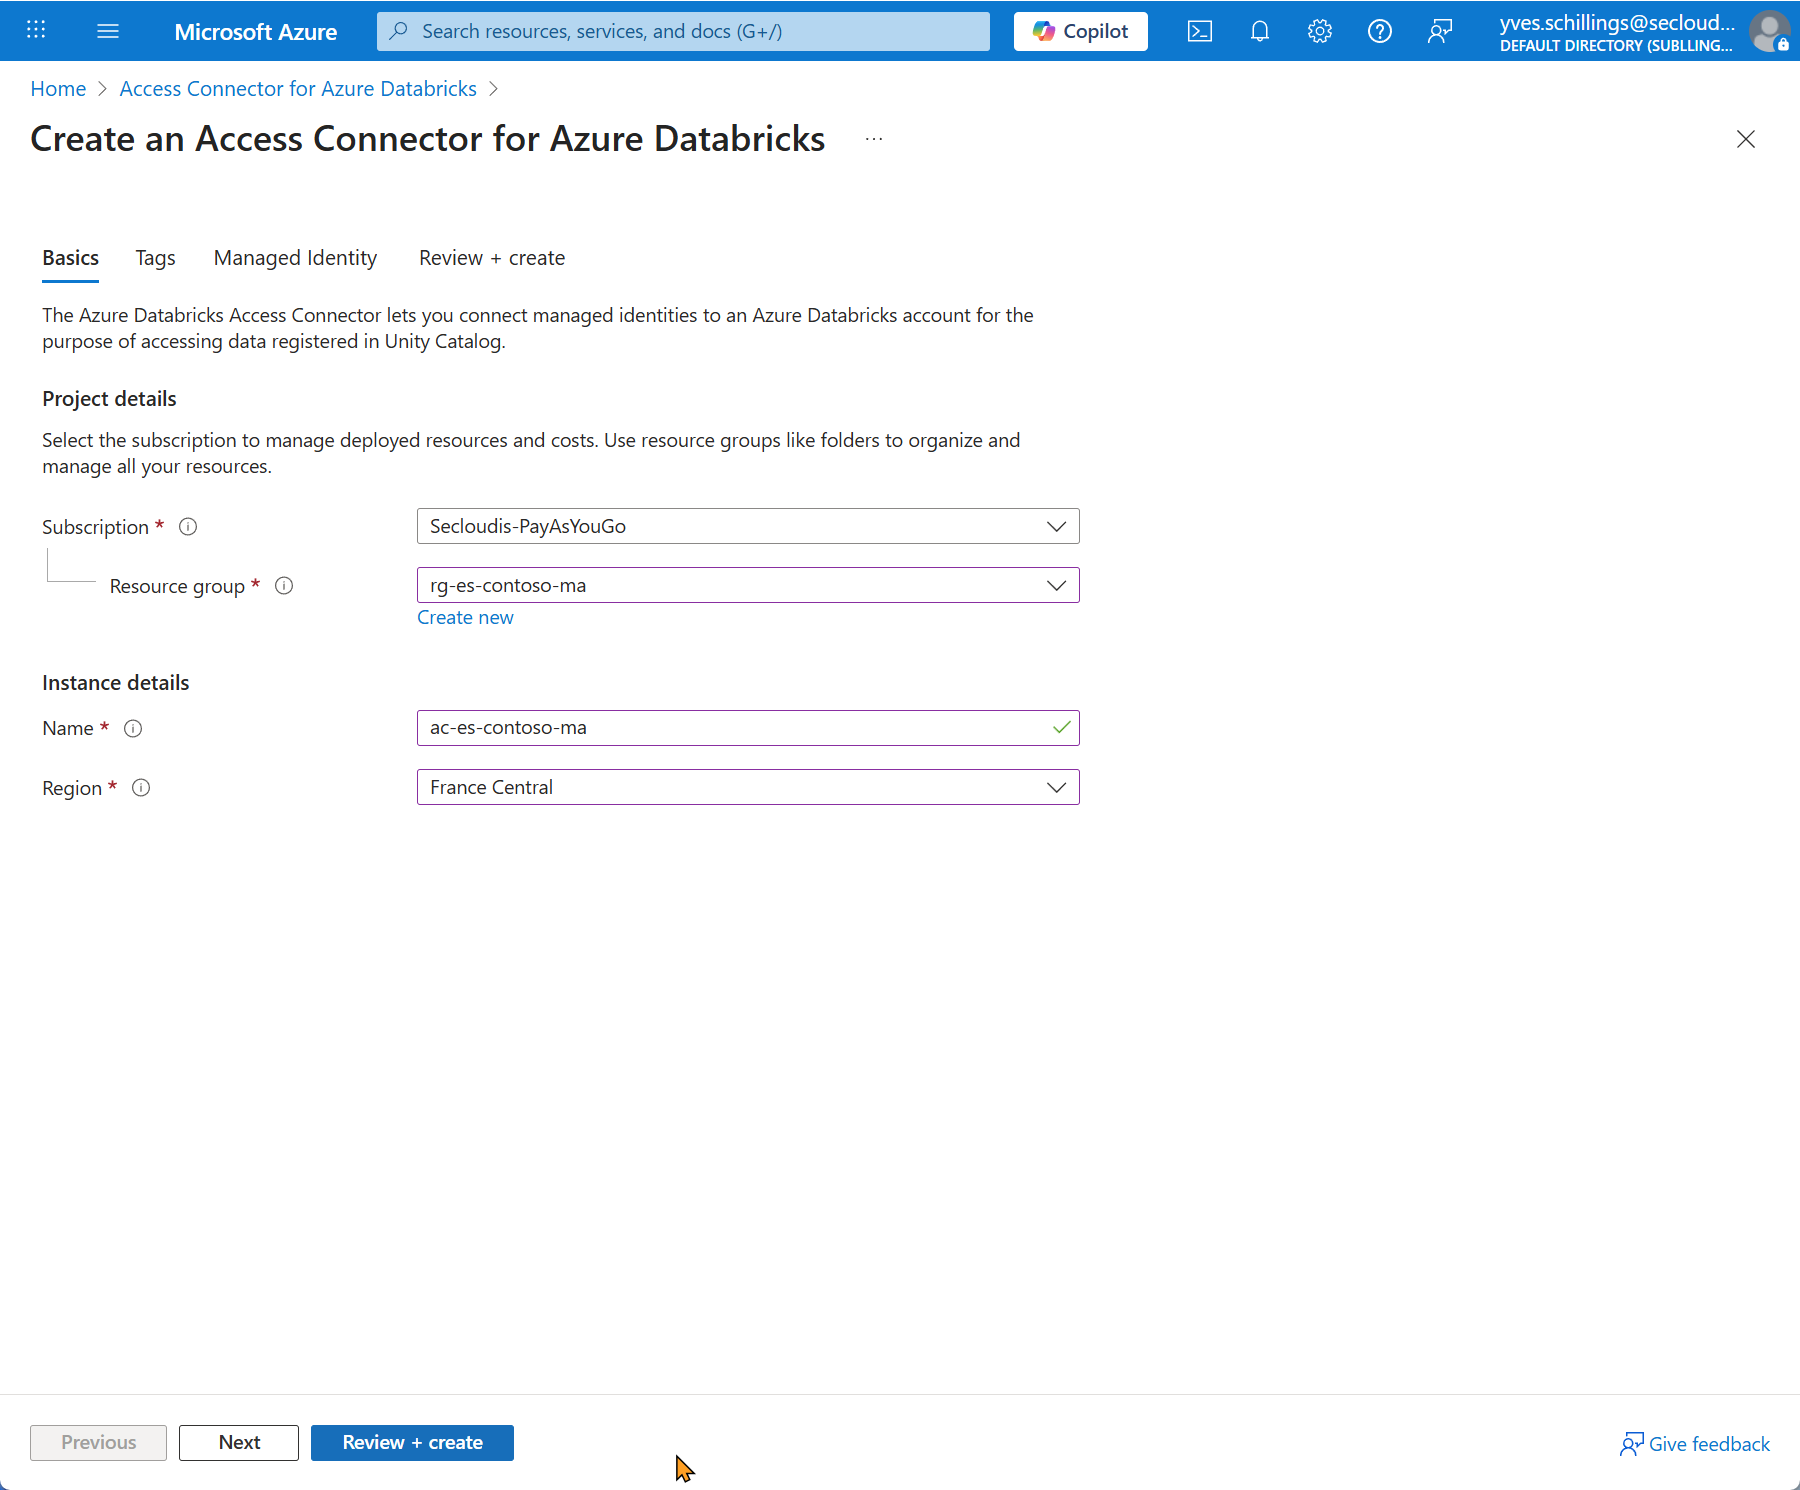 Microsoft Azure
Search resources, services, and docs (G+/)
Copilot
yves.schillings@secloud...
DEFAULT DIRECTORY (SUBLLING...
Home > Access Connector for Azure Databricks >
Create an Access Connector for Azure Databricks ...
Basics Tags Managed Identity Review + create
The Azure Databricks Access Connector lets you connect managed identities to an Azure Databricks account for the
purpose of accessing data registered in Unity Catalog.
Project details
Select the subscription to manage deployed resources and costs. Use resource groups like folders to organize and
manage all your resources.
Subscription * Secloudis-PayAsYouGo
Resource group * rg-es-contoso-ma
Create new
Instance details
Name * ac-es-contoso-ma
Region * France Central
Previous Next Review + create Give feedback